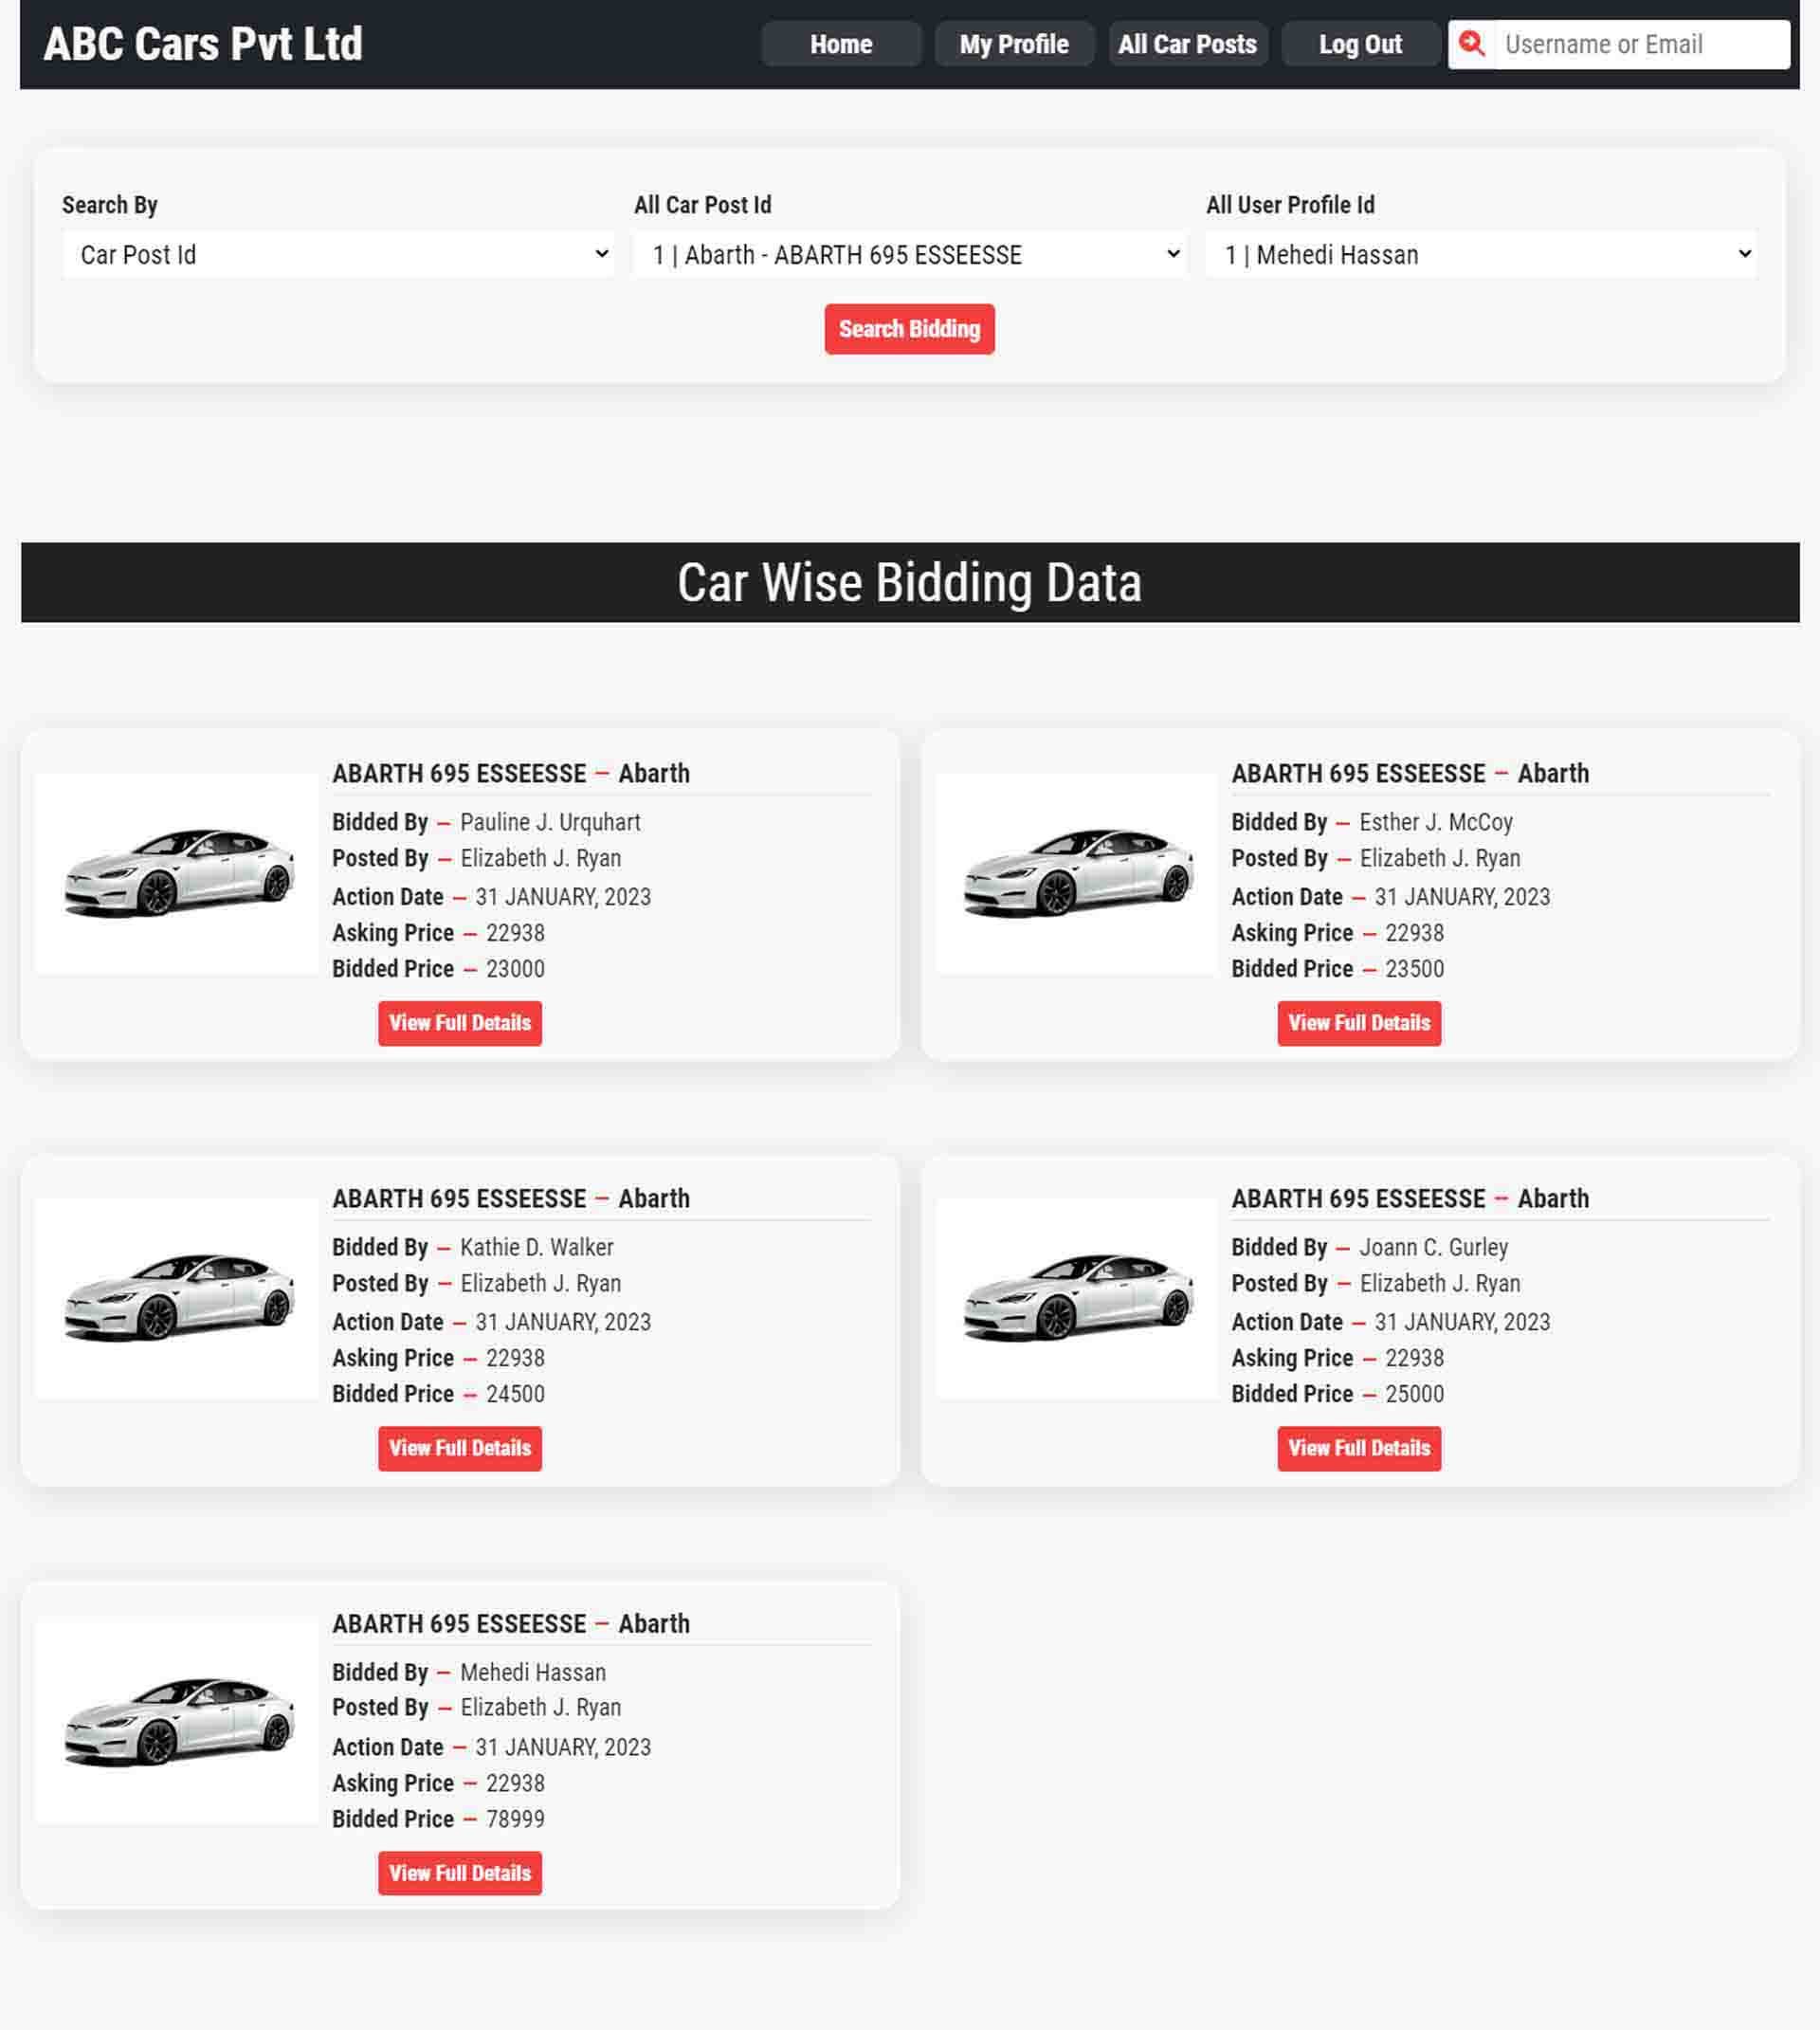 ABC Cars Pvt Ltd
Home
My Profile
All Car Posts
Log Out
Username or Email
Search By
All Car Post Id
All User Profile Id
Car Post Id
1 | Abarth - ABARTH 695 ESSEESSE
1 | Mehedi Hassan
Search Bidding
Car Wise Bidding Data
ABARTH 695 ESSEESSE — Abarth
Bidded By — Pauline J. Urquhart
Posted By — Elizabeth J. Ryan
Action Date — 31 JANUARY, 2023
Asking Price — 22938
Bidded Price — 23000
View Full Details
ABARTH 695 ESSEESSE — Abarth
Bidded By — Esther J. McCoy
Posted By — Elizabeth J. Ryan
Action Date — 31 JANUARY, 2023
Asking Price — 22938
Bidded Price — 23500
View Full Details
ABARTH 695 ESSEESSE — Abarth
Bidded By — Kathie D. Walker
Posted By — Elizabeth J. Ryan
Action Date — 31 JANUARY, 2023
Asking Price — 22938
Bidded Price — 24500
View Full Details
ABARTH 695 ESSEESSE — Abarth
Bidded By — Joann C. Gurley
Posted By — Elizabeth J. Ryan
Action Date — 31 JANUARY, 2023
Asking Price — 22938
Bidded Price — 25000
View Full Details
ABARTH 695 ESSEESSE — Abarth
Bidded By — Mehedi Hassan
Posted By — Elizabeth J. Ryan
Action Date — 31 JANUARY, 2023
Asking Price — 22938
Bidded Price — 78999
View Full Details